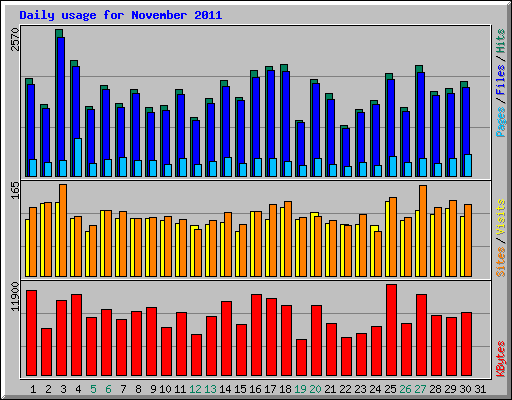 Daily usage for November 2011
2570
Pages / Files / Hits
165
Sites / Visits
11900
KBytes
1 2 3 4 5 6 7 8 9 10 11 12 13 14 15 16 17 18 19 20 21 22 23 24 25 26 27 28 29 30 31